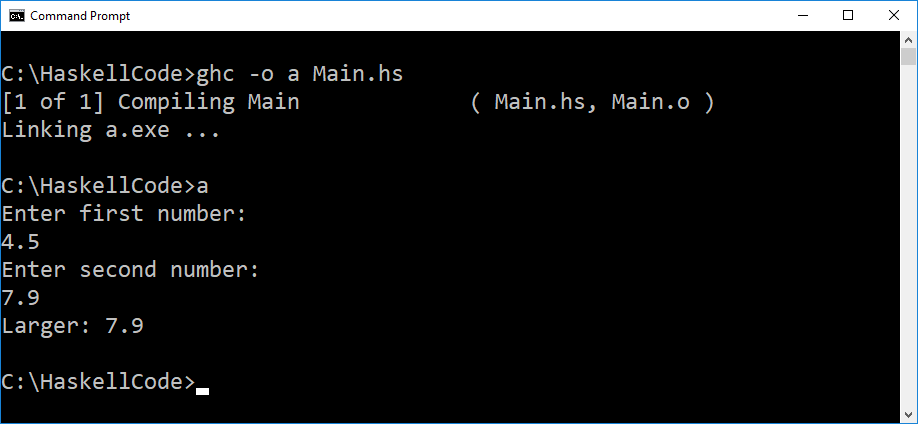 Command Prompt
C:\HaskellCode>ghc -o a Main.hs
[1 of 1] Compiling Main             ( Main.hs, Main.o )
Linking a.exe ...
C:\HaskellCode>a
Enter first number:
4.5
Enter second number:
7.9
Larger: 7.9
C:\HaskellCode>